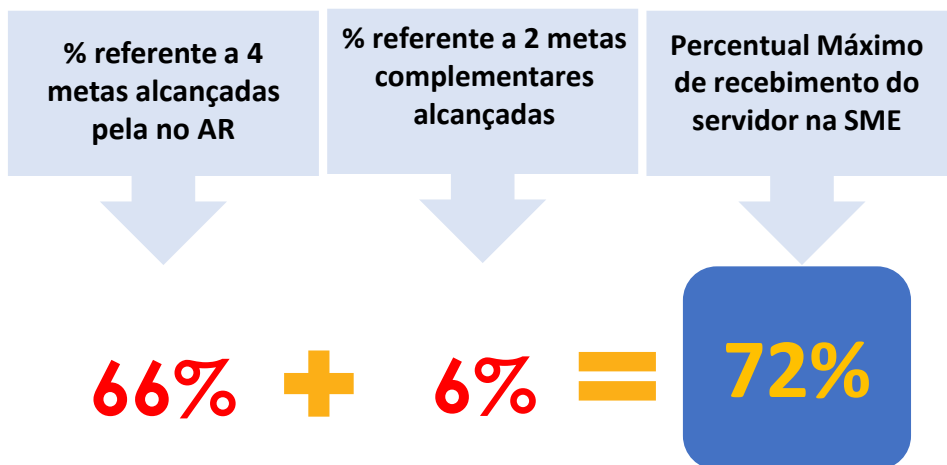 % referente a 4
metas alcançadas
pela no AR
% referente a 2 metas
complementares
alcançadas
Percentual Máximo
de recebimento do
servidor na SME
66% + 6% = 72%